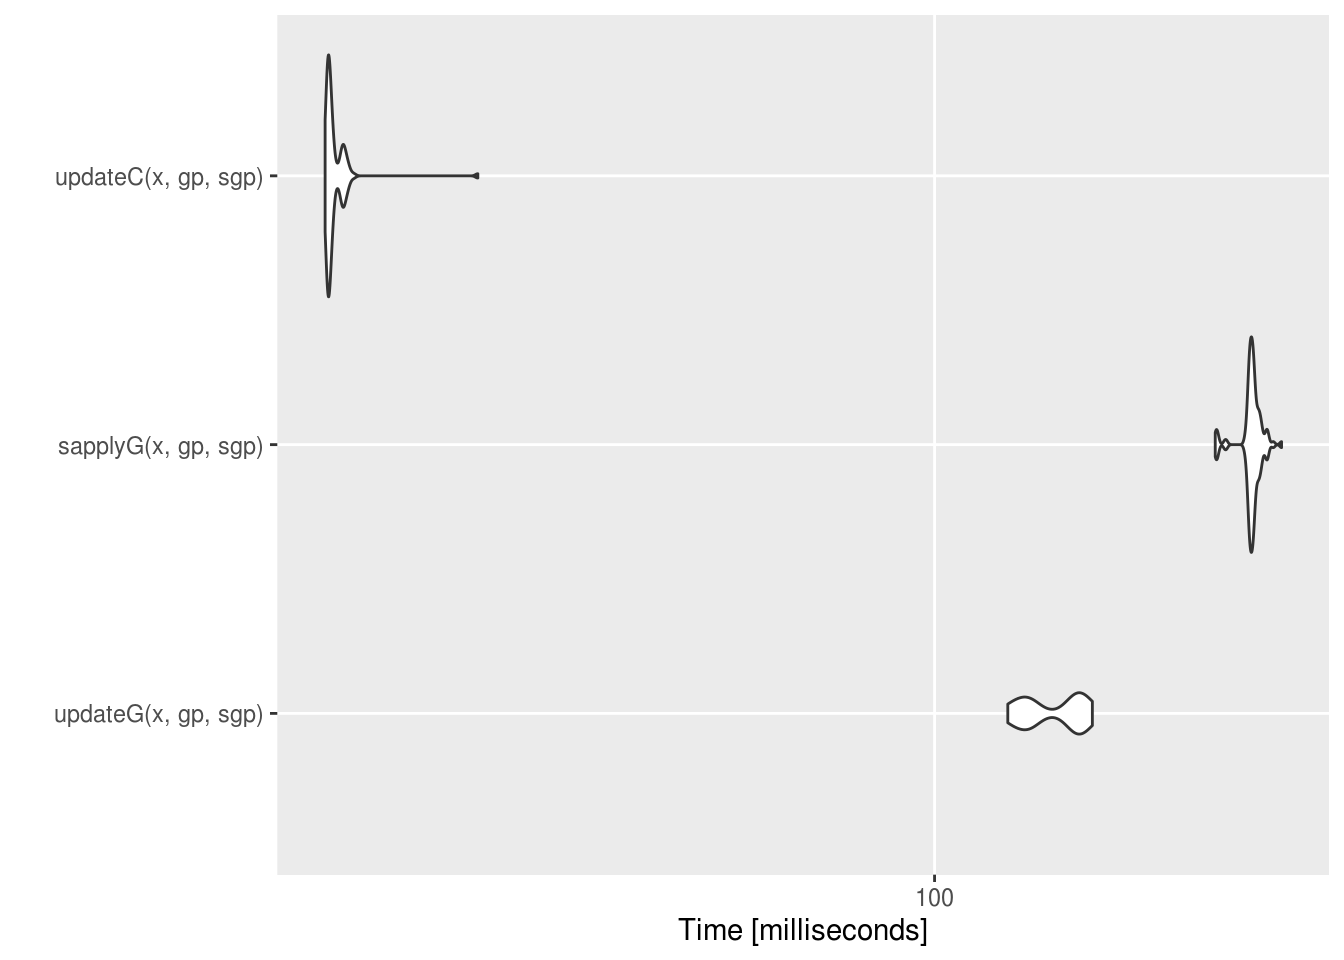 updateC(x, gp, sgp)
sapplyG(x, gp, sgp)
updateG(x, gp, sgp)
100
Time [milliseconds]